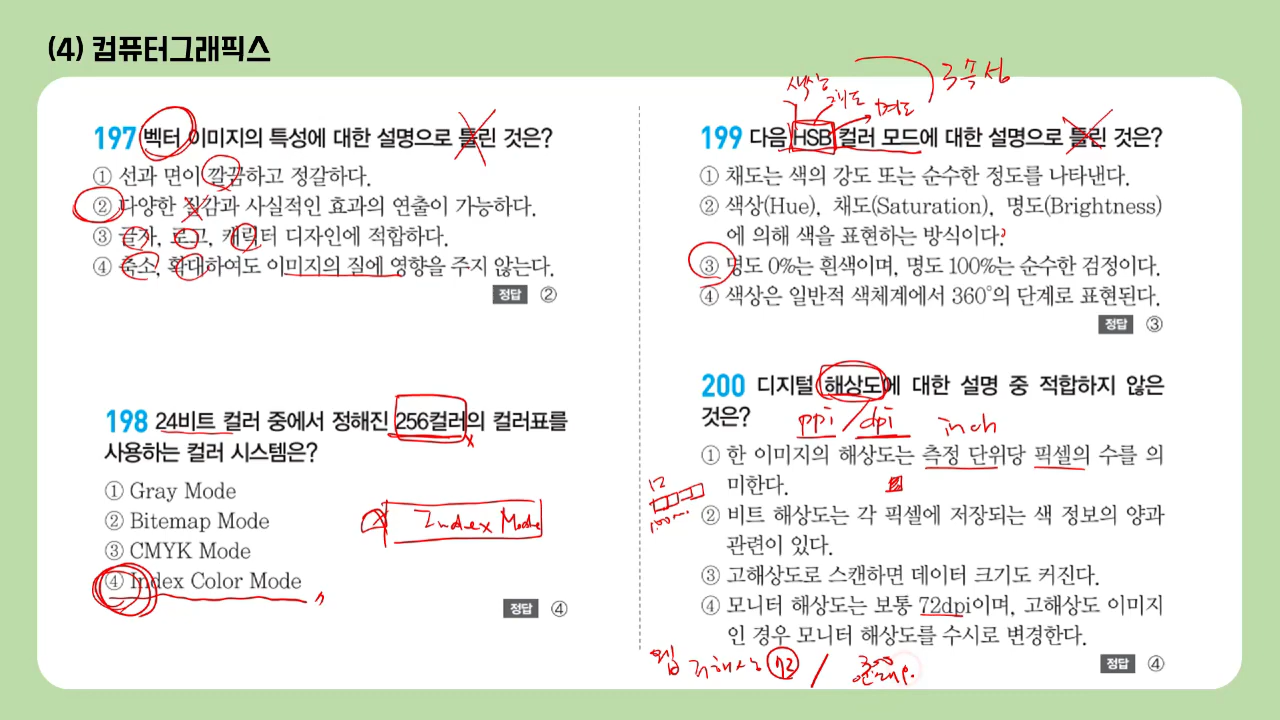 (4) 컴퓨터그래픽스
197 벡터 이미지의 특성에 대한 설명으로 틀린 것은?
① 선과 면이 깔끔하고 정갈하다.
② 다양한 질감과 사실적인 효과의 연출이 가능하다.
③ 글자, 로고, 캐릭터 디자인에 적합하다.
④ 축소, 확대하여도 이미지의 질에 영향을 주지 않는다.
정답 ②
198 24비트 컬러 중에서 정해진 256컬러의 컬러표를
사용하는 컬러 시스템은?
① Gray Mode
② Bitemap Mode
③ CMYK Mode
④ Index Color Mode
Index Mode
정답 ④
색상
채도
명도
3속성
199 다음 HSB 컬러 모드에 대한 설명으로 틀린 것은?
① 채도는 색의 강도 또는 순수한 정도를 나타낸다.
② 색상(Hue), 채도(Saturation), 명도(Brightness)
에 의해 색을 표현하는 방식이다.
③ 명도 0%는 흰색이며, 명도 100%는 순수한 검정이다.
④ 색상은 일반적 색체계에서 360°의 단계로 표현된다.
정답 ③
200 디지털 해상도에 대한 설명 중 적합하지 않은
것은?
ppi / dpi inch
① 한 이미지의 해상도는 측정 단위당 픽셀의 수를 의
미한다.
12
② 비트 해상도는 각 픽셀에 저장되는 색 정보의 양과
관련이 있다.
③ 고해상도로 스캔하면 데이터 크기도 커진다.
④ 모니터 해상도는 보통 72dpi이며, 고해상도 이미지
인 경우 모니터 해상도를 수시로 변경한다.
정답 ④
웹 저해상 72 / 300